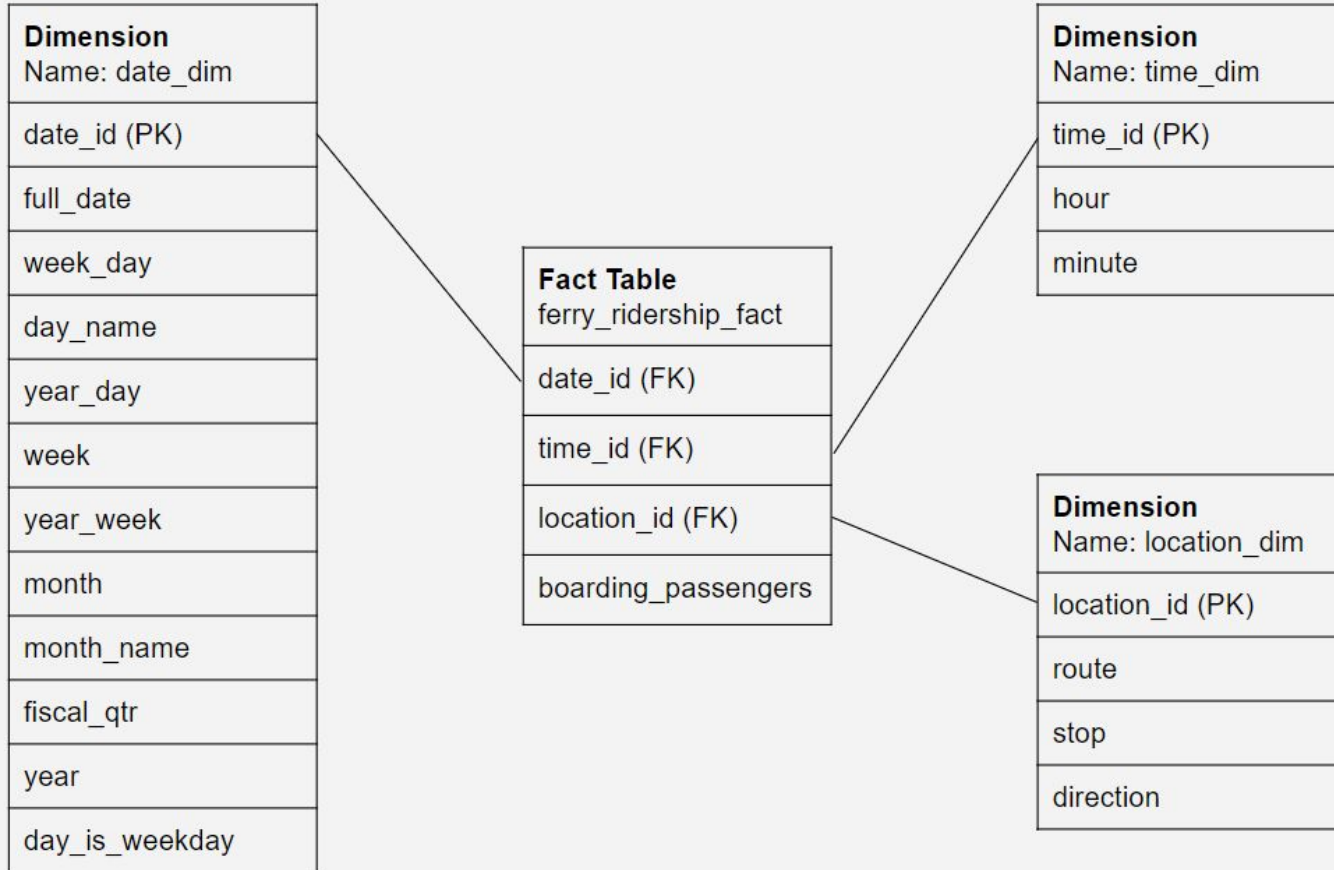 Dimension
Name: date_dim
date_id (PK)
full_date
week_day
day_name
year_day
week
year_week
month
month_name
fiscal_qtr
year
day_is_weekday
Fact Table
ferry_ridership_fact
date_id (FK)
time_id (FK)
location_id (FK)
boarding_passengers
Dimension
Name: time_dim
time_id (PK)
hour
minute
Dimension
Name: location_dim
location_id (PK)
route
stop
direction